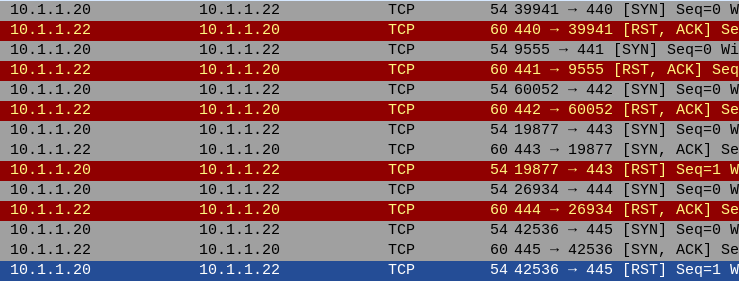 10.1.1.20 10.1.1.22 TCP 54 39941 → 440 [SYN] Seq=0 W
10.1.1.22 10.1.1.20 TCP 60 440 → 39941 [RST, ACK] Se
10.1.1.20 10.1.1.22 TCP 54 9555 → 441 [SYN] Seq=0 Wi
10.1.1.22 10.1.1.20 TCP 60 441 → 9555 [RST, ACK] Seq
10.1.1.20 10.1.1.22 TCP 54 60052 → 442 [SYN] Seq=0 W
10.1.1.22 10.1.1.20 TCP 60 442 → 60052 [RST, ACK] Se
10.1.1.20 10.1.1.22 TCP 54 19877 → 443 [SYN] Seq=0 W
10.1.1.22 10.1.1.20 TCP 60 443 → 19877 [SYN, ACK] Se
10.1.1.20 10.1.1.22 TCP 54 19877 → 443 [RST] Seq=1 W
10.1.1.20 10.1.1.22 TCP 54 26934 → 444 [SYN] Seq=0 W
10.1.1.22 10.1.1.20 TCP 60 444 → 26934 [RST, ACK] Se
10.1.1.20 10.1.1.22 TCP 54 42536 → 445 [SYN] Seq=0 W
10.1.1.22 10.1.1.20 TCP 60 445 → 42536 [SYN, ACK] Se
10.1.1.20 10.1.1.22 TCP 54 42536 → 445 [RST] Seq=1 W